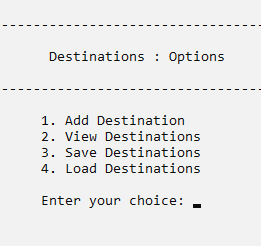 ---------------------------------
Destinations : Options
---------------------------------
1. Add Destination
2. View Destinations
3. Save Destinations
4. Load Destinations
Enter your choice: _